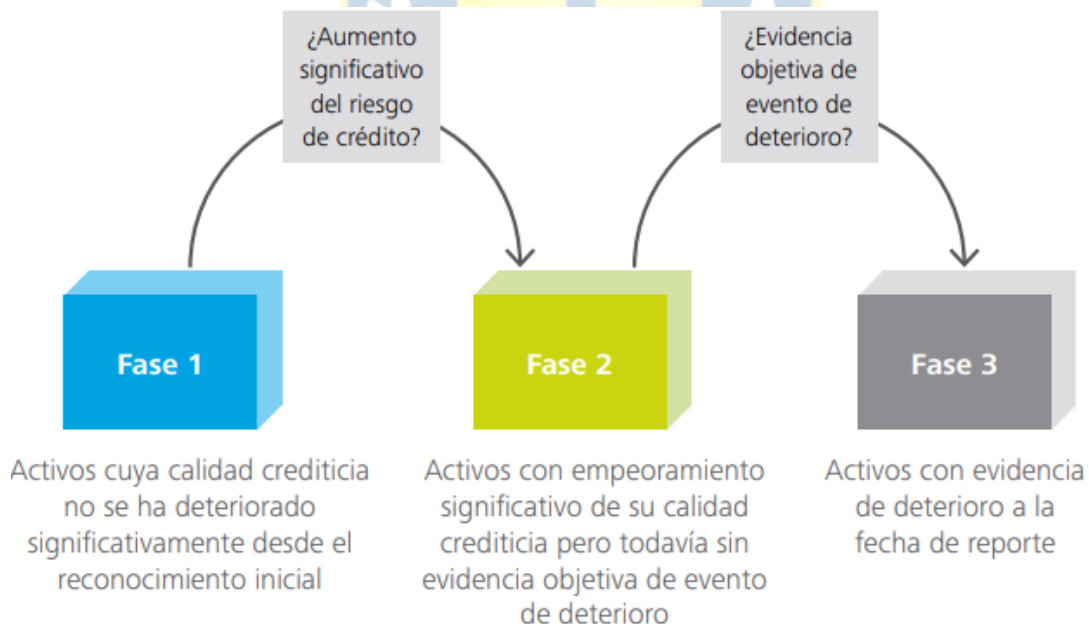 ¿Aumento
significativo
del riesgo
de crédito?
¿Evidencia
objetiva de
evento de
deterioro?
Fase 1
Fase 2
Fase 3
Activos cuya calidad crediticia
no se ha deteriorado
significativamente desde el
reconocimiento inicial
Activos con empeoramiento
significativo de su calidad
crediticia pero todavía sin
evidencia objetiva de evento
de deterioro
Activos con evidencia
de deterioro a la
fecha de reporte